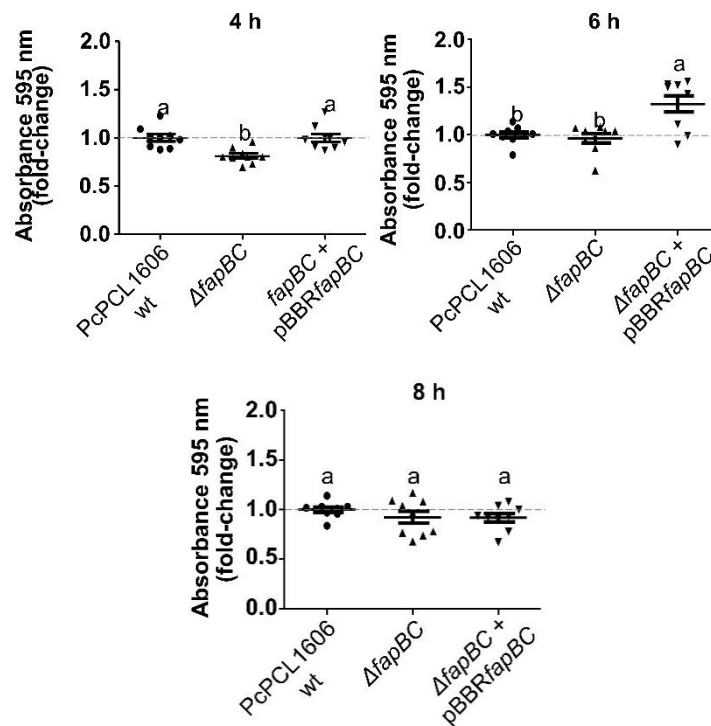 4 h
Absorbance 595 nm
(fold-change)
2.0
1.5
1.0
0.5
0.0
a
b
a
PcPCL1606
wt
ΔfapBC
fapBC +
pBBRfapBC
6 h
Absorbance 595 nm
(fold-change)
2.0
1.5
1.0
0.5
0.0
b
b
a
PcPCL1606
wt
ΔfapBC
ΔfapBC +
pBBRfapBC
8 h
Absorbance 595 nm
(fold-change)
2.0
1.5
1.0
0.5
0.0
a
a
a
PcPCL1606
wt
ΔfapBC
ΔfapBC +
pBBRfapBC